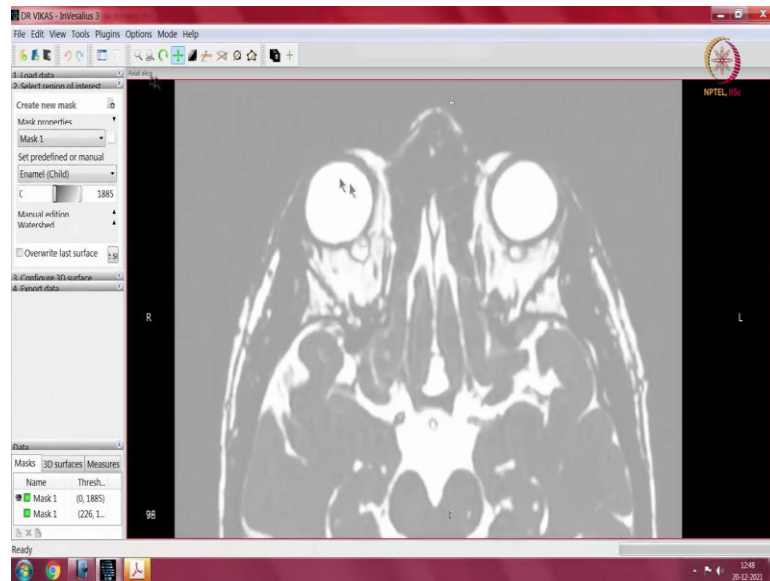 DR VIKAS - InVesalius 3
File Edit View Tools Plugins Options Mode Help
1. Load data
Axial slice
2. Select region of interest
NPTEL, IISc
Create new mask
Mask properties
Mask 1
Set predefined or manual
Enamel (Child)
1885
Manual edition
Watershed
Overwrite last surface
3. Configure 3D surface
4. Export data
R
L
Data
Masks 3D surfaces Measures
Name Thresh...
Mask 1 (0, 1885)
Mask 1 (226, 1...
Ready
12:48
20-12-2021